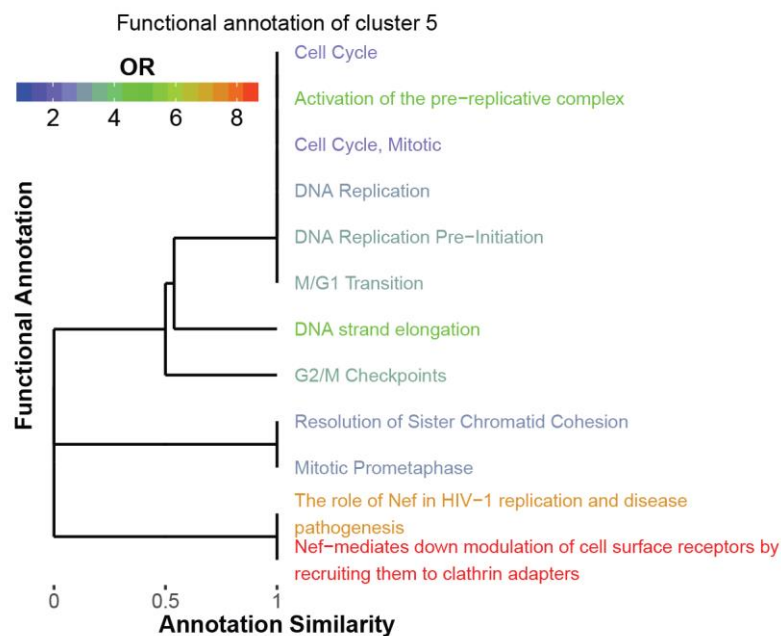 Functional annotation of cluster 5
OR
2 4 6 8
Functional Annotation
Cell Cycle
Activation of the pre−replicative complex
Cell Cycle, Mitotic
DNA Replication
DNA Replication Pre−Initiation
M/G1 Transition
DNA strand elongation
G2/M Checkpoints
Resolution of Sister Chromatid Cohesion
Mitotic Prometaphase
The role of Nef in HIV−1 replication and disease
pathogenesis
Nef−mediates down modulation of cell surface receptors by
recruiting them to clathrin adapters
0 0.5 1
Annotation Similarity